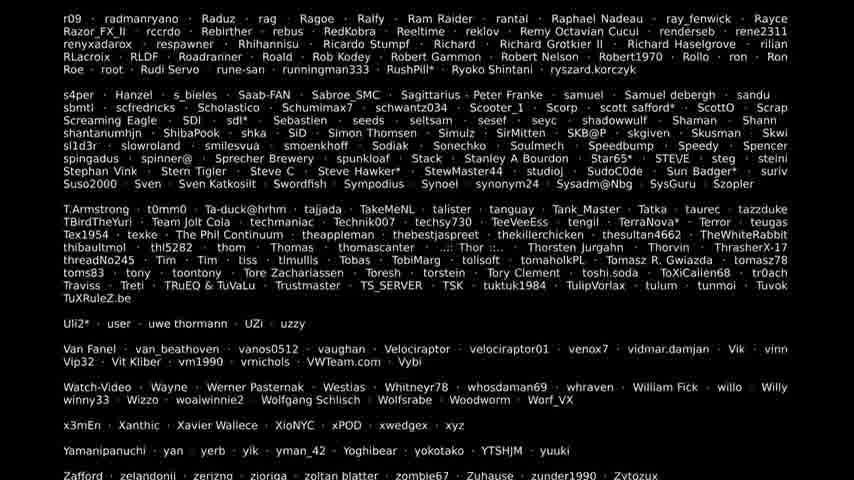 r09 · radmanryano · Raduz · rag · Ragoe · Ralfy · Ram Raider · rantal · Raphael Nadeau · ray_fenwick · Rayce
Razor_FX_II · rccrdo · Rebirther · rebus · RedKobra · Reeltime · reklov · Remy Octavian Cucui · renderseb · rene2311
renyxadarox · respawner · Rhihannisu · Ricardo Stumpf · Richard · Richard Grotkier II · Richard Haselgrove · rilian
RLacroix · RLDF · Roadranner · Roald · Rob Kodey · Robert Gammon · Robert Nelson · Robert1970 · Rollo · ron · Ron
Roe · root · Rudi Servo · rune-san · runningman333 · RushPill* · Ryoko Shintani · ryszard.korczyk
s4per · Hanzel · s_bieles · Saab-FAN · Sabroe_SMC · Sagittarius - Peter Franke · samuel · Samuel debergh · sandu
sbmtl · scfredricks · Scholastico · Schumimax7 · schwantz034 · Scooter_1 · Scorp · scott safford* · ScottO · Scrap
Screaming Eagle · SDI · sdl* · Sebastien · seeds · seltsam · sesef · seyc · shadowwulf · Shaman · Shann
shantanumhjn · ShibaPook · shka · SiD · Simon Thomsen · Simulz · SirMitten · SKB@P · skgiven · Skusman · Skwi
sl1d3r · slowroland · smilesvua · smoenkhoff · Sodiak · Sonechko · Soulmech · Speedbump · Speedy · Spencer
spingadus · spinner@ · Sprecher Brewery · spunkloaf · Stack · Stanley A Bourdon · Star65* · STE\/E · steg · steini
Stephan Vink · Stern Tigler · Steve C · Steve Hawker* · StewMaster44 · studioJ · SudoC0de · Sun Badger* · suriv
Suso2000 · Sven · Sven Katkosilt · Swordfish · Sympodius · Synoel · synonym24 · Sysadm@Nbg · SysGuru · Szopler
T.Armstrong · t0mm0 · Ta-duck@hrhm · tajjada · TakeMeNL · talister · tanguay · Tank_Master · Tatka · taurec · tazzduke
TBirdTheYuri · Team Jolt Cola · techmaniac · Technik007 · techsy730 · TeeVeeEss · tengil · TerraNova* · Terror · teugas
Tex1954 · texke · The Phil Continuum · theappleman · thebestjaspreet · thekillerchicken · thesultan4662 · TheWhiteRabbit
thibaultmol · thl5282 · thom · Thomas · thomascanter · ..:: Thor ::.. · Thorsten Jurgahn · Thorvin · ThrasherX-17
threadNo245 · Tim · Tim · tiss · tlmullis · Tobas · TobiMarg · tolisoft · tomaholkPL · Tomasz R. Gwiazda · tomasz78
toms83 · tony · toontony · Tore Zachariassen · Toresh · torstein · Tory Clement · toshi.soda · ToXiCalien68 · tr0ach
Traviss · Treti · TRuEQ & TuVaLu · Trustmaster · TS_SERVER · TSK · tuktuk1984 · TulipVorlax · tulum · tunmoi · Tuvok
TuXRuleZ.be
Uli2* · user · uwe thormann · UZi · uzzy
Van Fanel · van_beathoven · vanos0512 · vaughan · Velociraptor · velociraptor01 · venox7 · vidmar.damjan · Vik · vinn
Vip32 · Vit Kliber · vm1990 · vrnichols · VWTeam.com · Vybi
Watch-Video · Wayne · Werner Pasternak · Westias · Whitneyr78 · whosdaman69 · whraven · William Fick · willo · Willy
winny33 · Wizzo · woaiwinnie2 · Wolfgang Schlisch · Wolfsrabe · Woodworm · Worf_VX
x3mEn · Xanthic · Xavier Wallece · XioNYC · xPOD · xwedgex · xyz
Yamanipanuchi · yan · yerb · yik · yman_42 · Yoghibear · yokotako · YTSHJM · yuuki
Zafford · zelandonii · zerizng · zioriga · zoltan blatter · zombie67 · Zuhause · zunder1990 · Zytozux